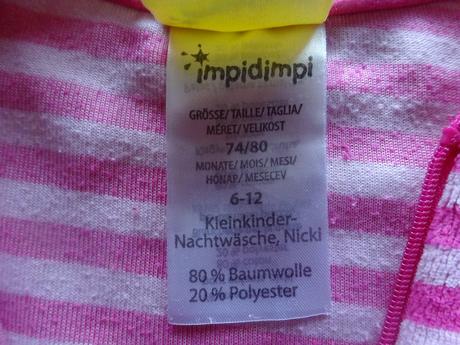 impidimpi
GRÖSSE/ TAILLE/ TAGLIA/
MÉRET/ VELIKOST
74/80
MONATE/ MOIS/ MESI/
HÓNAP/ MESECEV
6-12
Kleinkinder-
Nachtwäsche, Nicki
80 % Baumwolle
20 % Polyester